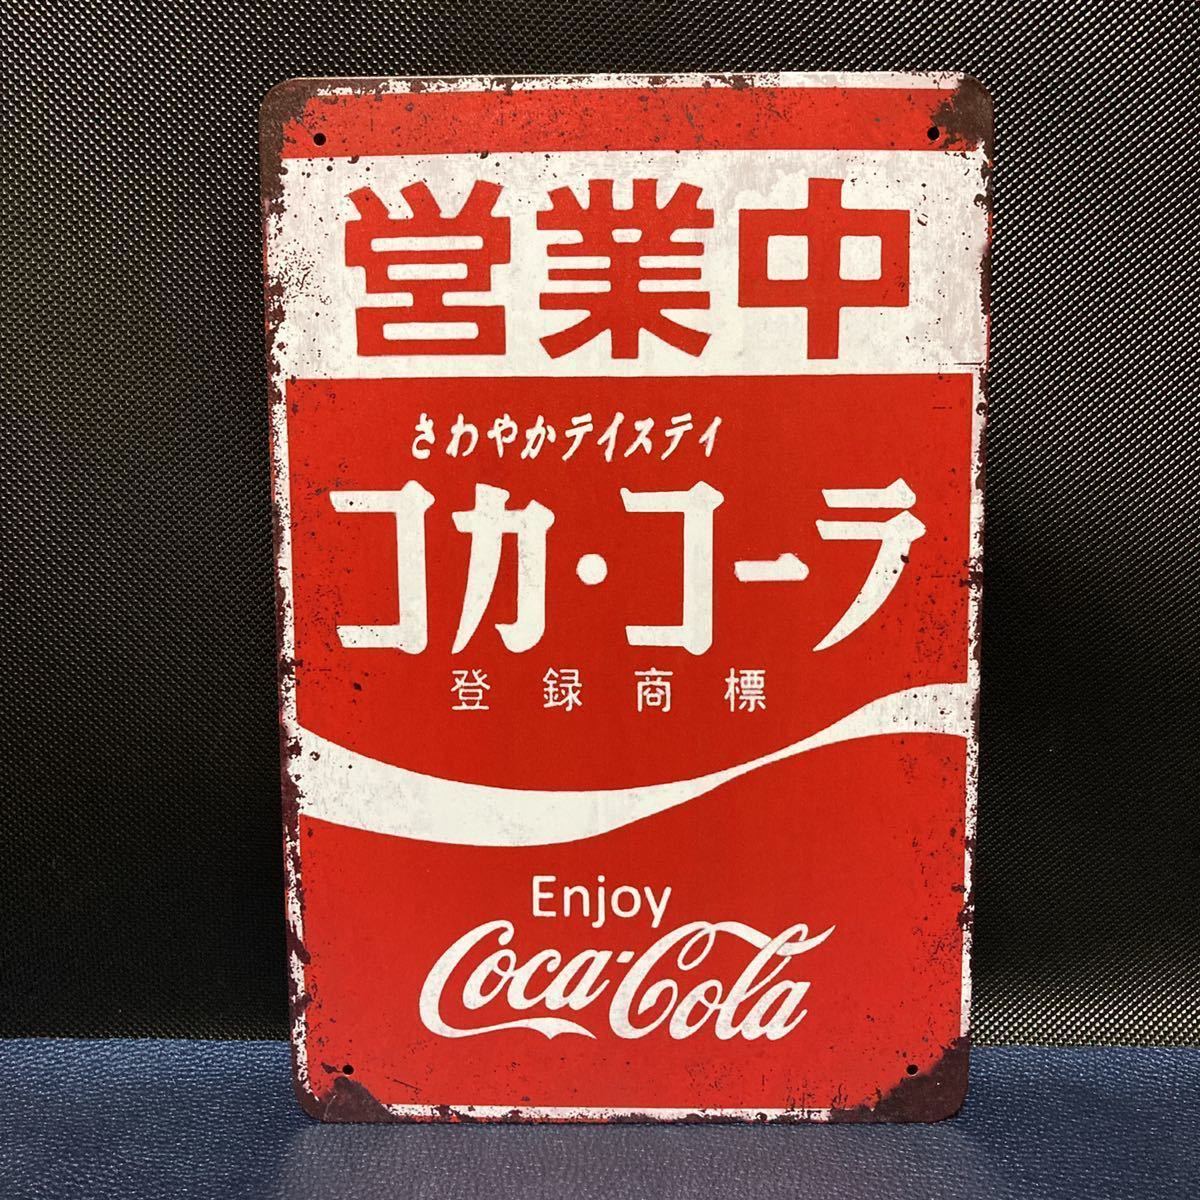 営業中
さわやかテイスティ
コカ・コーラ
登録商標
Enjoy
Coca-Cola